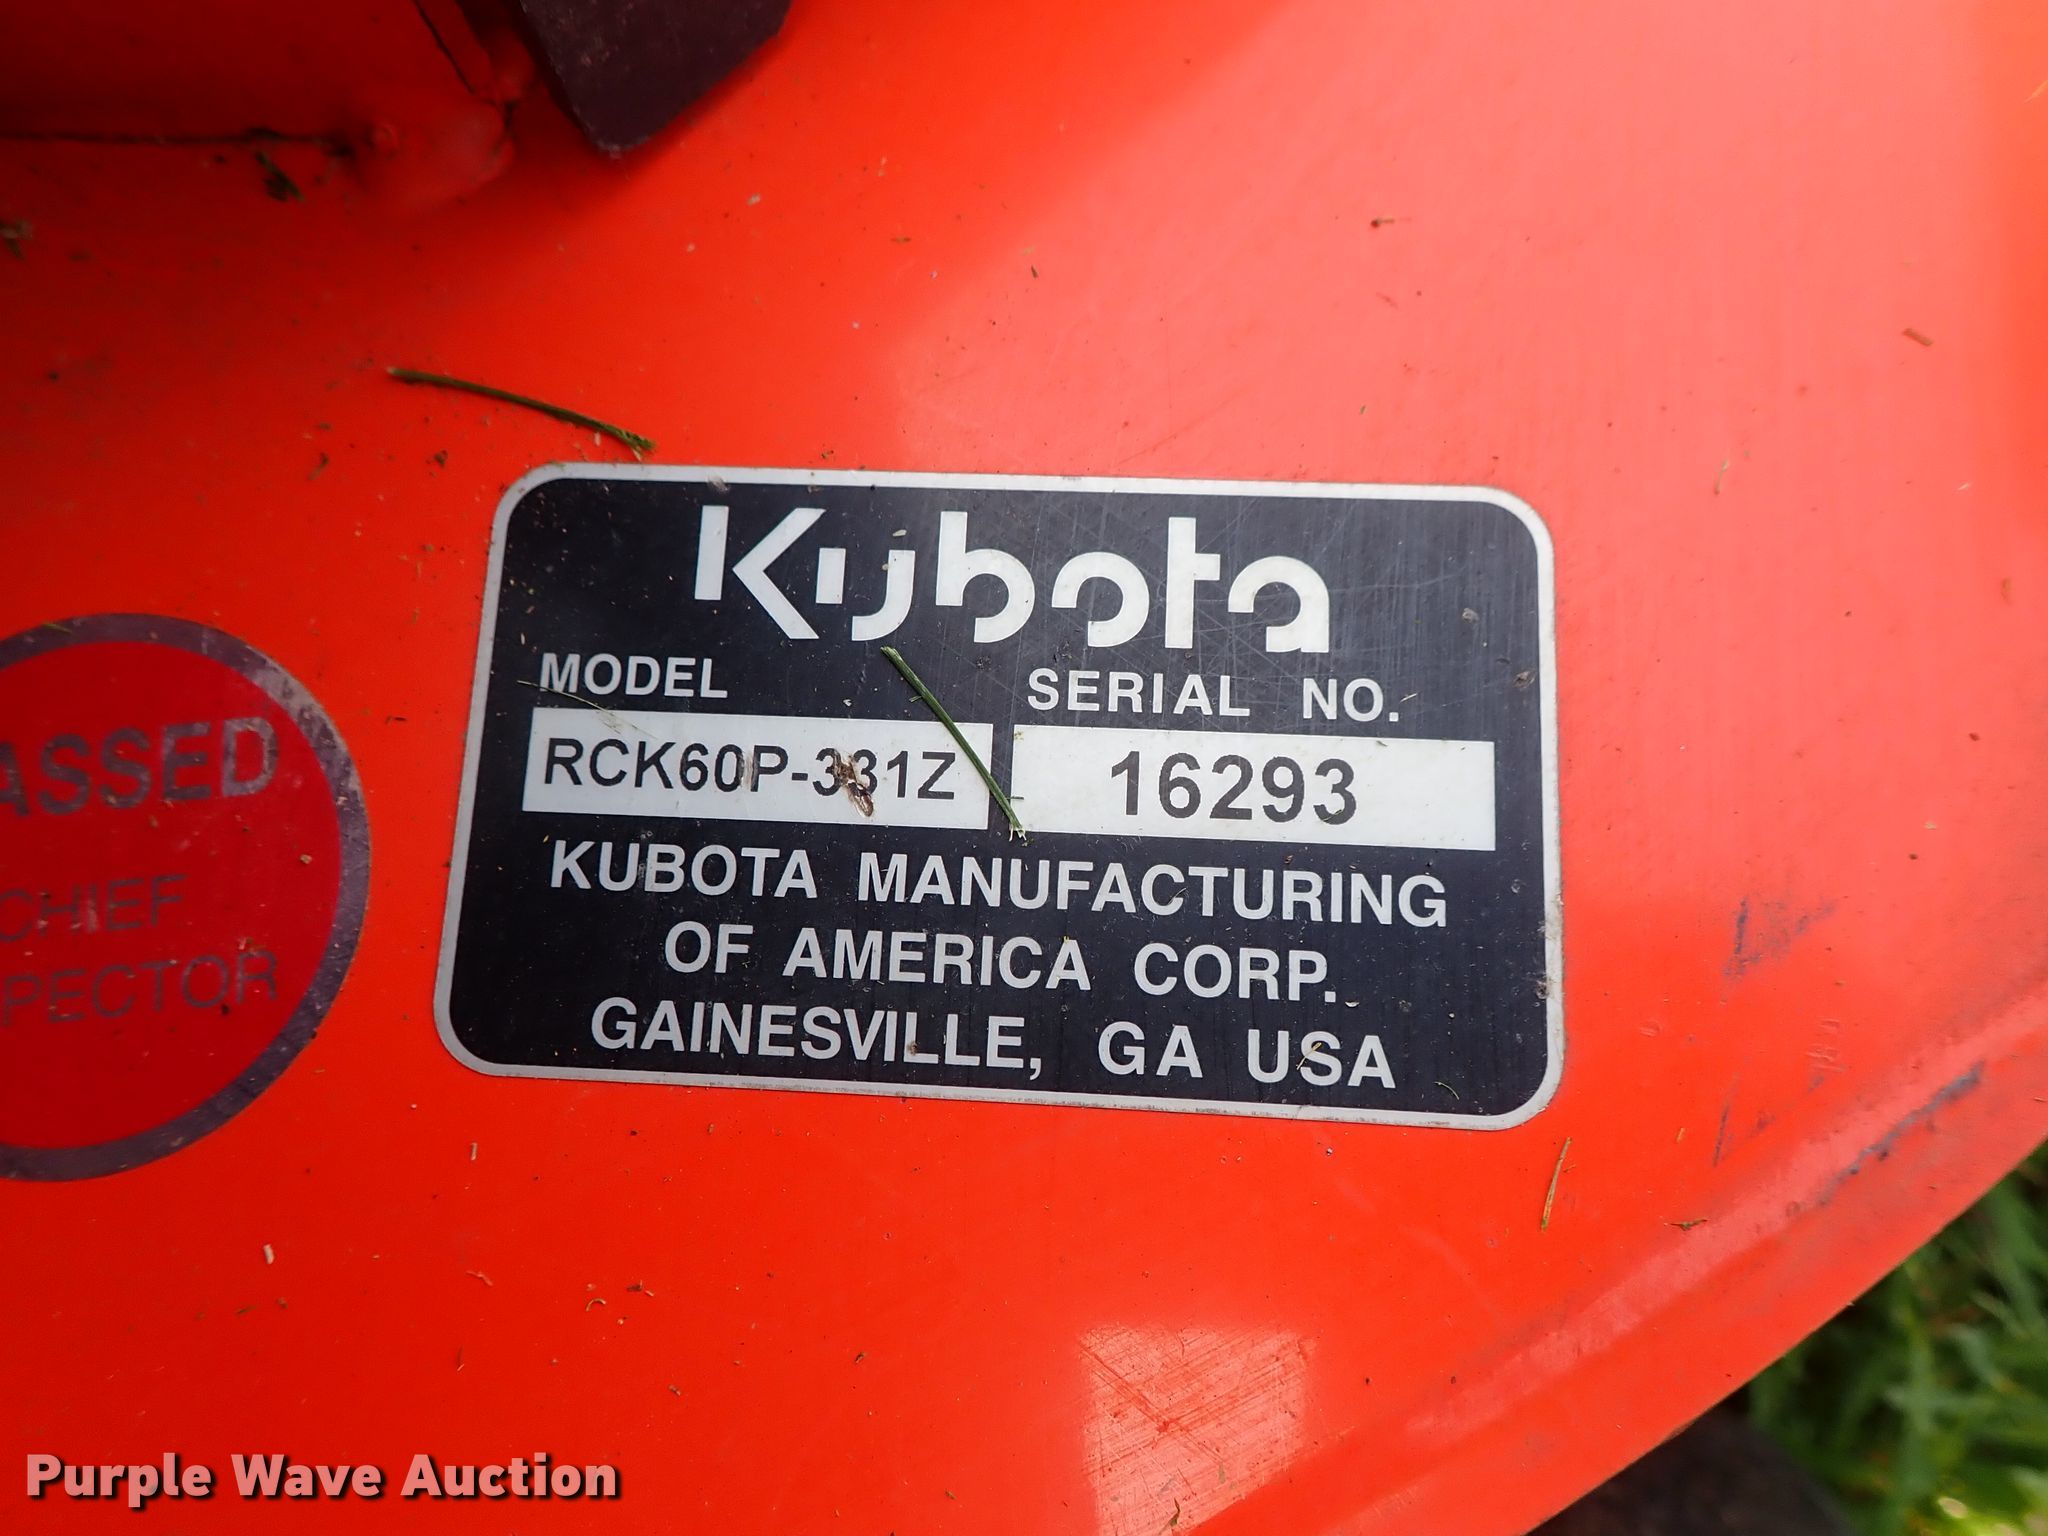 Kubota
MODEL SERIAL NO.
RCK60P-331Z 16293
KUBOTA MANUFACTURING
OF AMERICA CORP.
GAINESVILLE, GA USA
ASSED
CHIEF
PECTOR
Purple Wave Auction